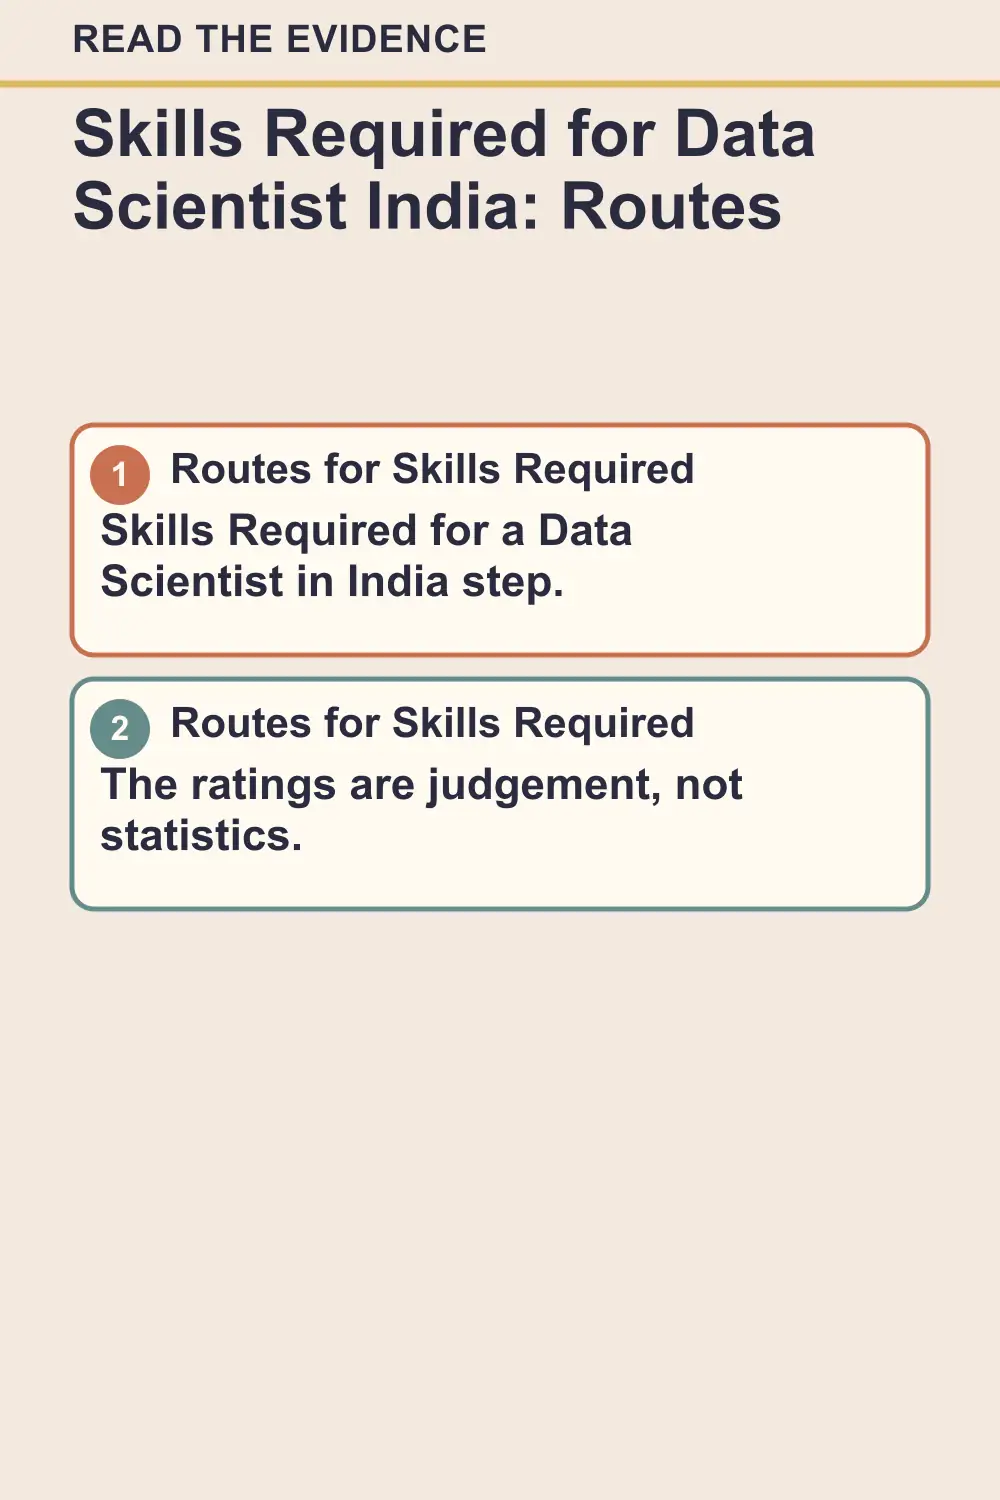 READ THE EVIDENCE
Skills Required for Data
Scientist India: Routes
1 Routes for Skills Required
Skills Required for a Data
Scientist in India step.
2 Routes for Skills Required
The ratings are judgement, not
statistics.